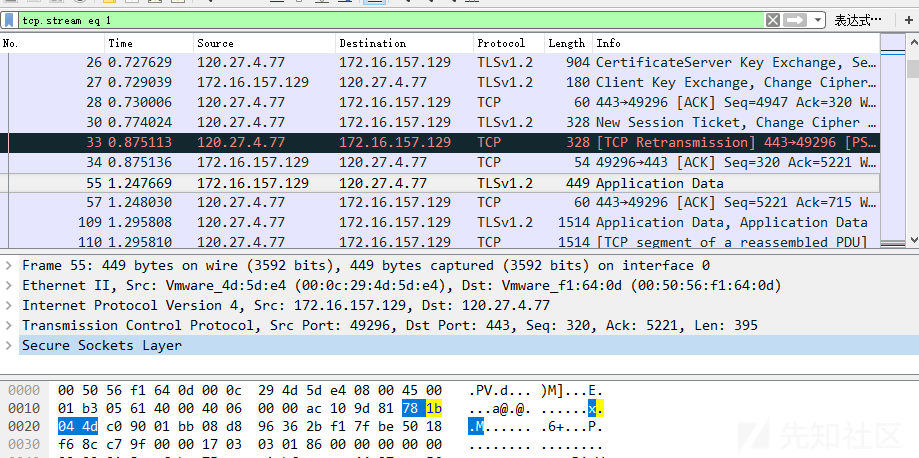 tcp.stream eq 1 表达式… +
No. Time Source Destination Protocol Length Info
26 0.727629 120.27.4.77 172.16.157.129 TLSv1.2 904 CertificateServer Key Exchange, Se…
27 0.729039 172.16.157.129 120.27.4.77 TLSv1.2 180 Client Key Exchange, Change Cipher…
28 0.730006 120.27.4.77 172.16.157.129 TCP 60 443→49296 [ACK] Seq=4947 Ack=320 W…
30 0.774024 120.27.4.77 172.16.157.129 TLSv1.2 328 New Session Ticket, Change Cipher …
33 0.875113 120.27.4.77 172.16.157.129 TCP 328 [TCP Retransmission] 443→49296 [PS…
34 0.875136 172.16.157.129 120.27.4.77 TCP 54 49296→443 [ACK] Seq=320 Ack=5221 W…
55 1.247669 172.16.157.129 120.27.4.77 TLSv1.2 449 Application Data
57 1.248030 120.27.4.77 172.16.157.129 TCP 60 443→49296 [ACK] Seq=5221 Ack=715 W…
109 1.295808 120.27.4.77 172.16.157.129 TLSv1.2 1514 Application Data, Application Data
110 1.295810 120.27.4.77 172.16.157.129 TCP 1514 [TCP segment of a reassembled PDU]
Frame 55: 449 bytes on wire (3592 bits), 449 bytes captured (3592 bits) on interface 0
Ethernet II, Src: Vmware_4d:5d:e4 (00:0c:29:4d:5d:e4), Dst: Vmware_f1:64:0d (00:50:56:f1:64:0d)
Internet Protocol Version 4, Src: 172.16.157.129, Dst: 120.27.4.77
Transmission Control Protocol, Src Port: 49296, Dst Port: 443, Seq: 320, Ack: 5221, Len: 395
Secure Sockets Layer
0000 00 50 56 f1 64 0d 00 0c 29 4d 5d e4 08 00 45 00 .PV.d... )M]...E.
0010 01 b3 05 61 40 00 40 06 00 00 ac 10 9d 81 78 1b ...a@.@. ......x.
0020 04 4d c0 90 01 bb 08 d8 96 36 2b f1 7f be 50 18 .M...... .6+...P.
0030 f6 8c c7 9f 00 00 17 03 03 01 86 00 00 00 00 00 ........ ........
先知社区